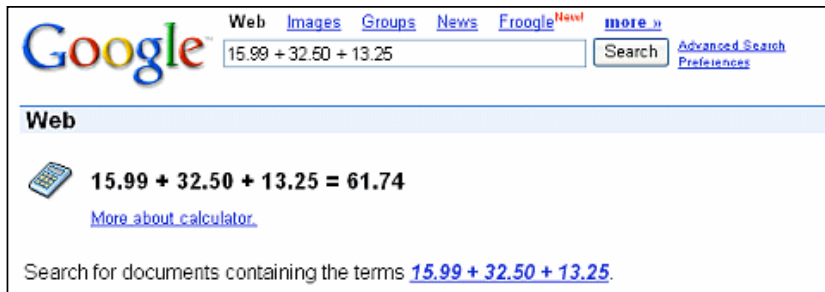 Web Images Groups News Froogle New! more »
Google™ 15.99 + 32.50 + 13.25 Search Advanced Search
Preferences
Web
15.99 + 32.50 + 13.25 = 61.74
More about calculator.
Search for documents containing the terms 15.99 + 32.50 + 13.25.